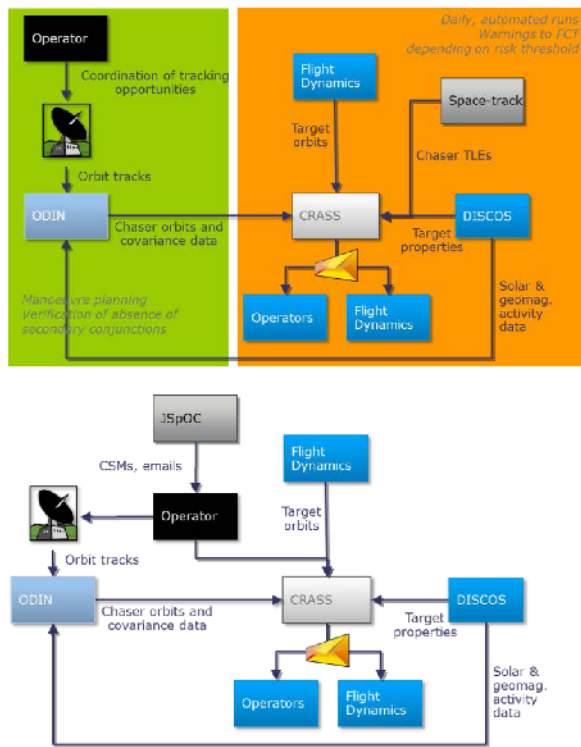 Operator
Daily, automated runs
Warnings to FCT
depending on risk threshold
Coordination of tracking
opportunities
Flight
Dynamics
Space-track
Target
orbits
Chaser TLEs
Orbit tracks
ODIN
Chaser orbits and
covariance data
CRASS
Target
properties
DISCOS
Manoeuvre planning
Verification of absence of
secondary conjunctions
Operators
Flight
Dynamics
Solar &
geomag.
activity
data
JSpOC
CSMs, emails
Flight
Dynamics
Operator
Target
orbits
Orbit tracks
ODIN
Chaser orbits and
covariance data
CRASS
Target
properties
DISCOS
Operators
Flight
Dynamics
Solar &
geomag.
activity
data